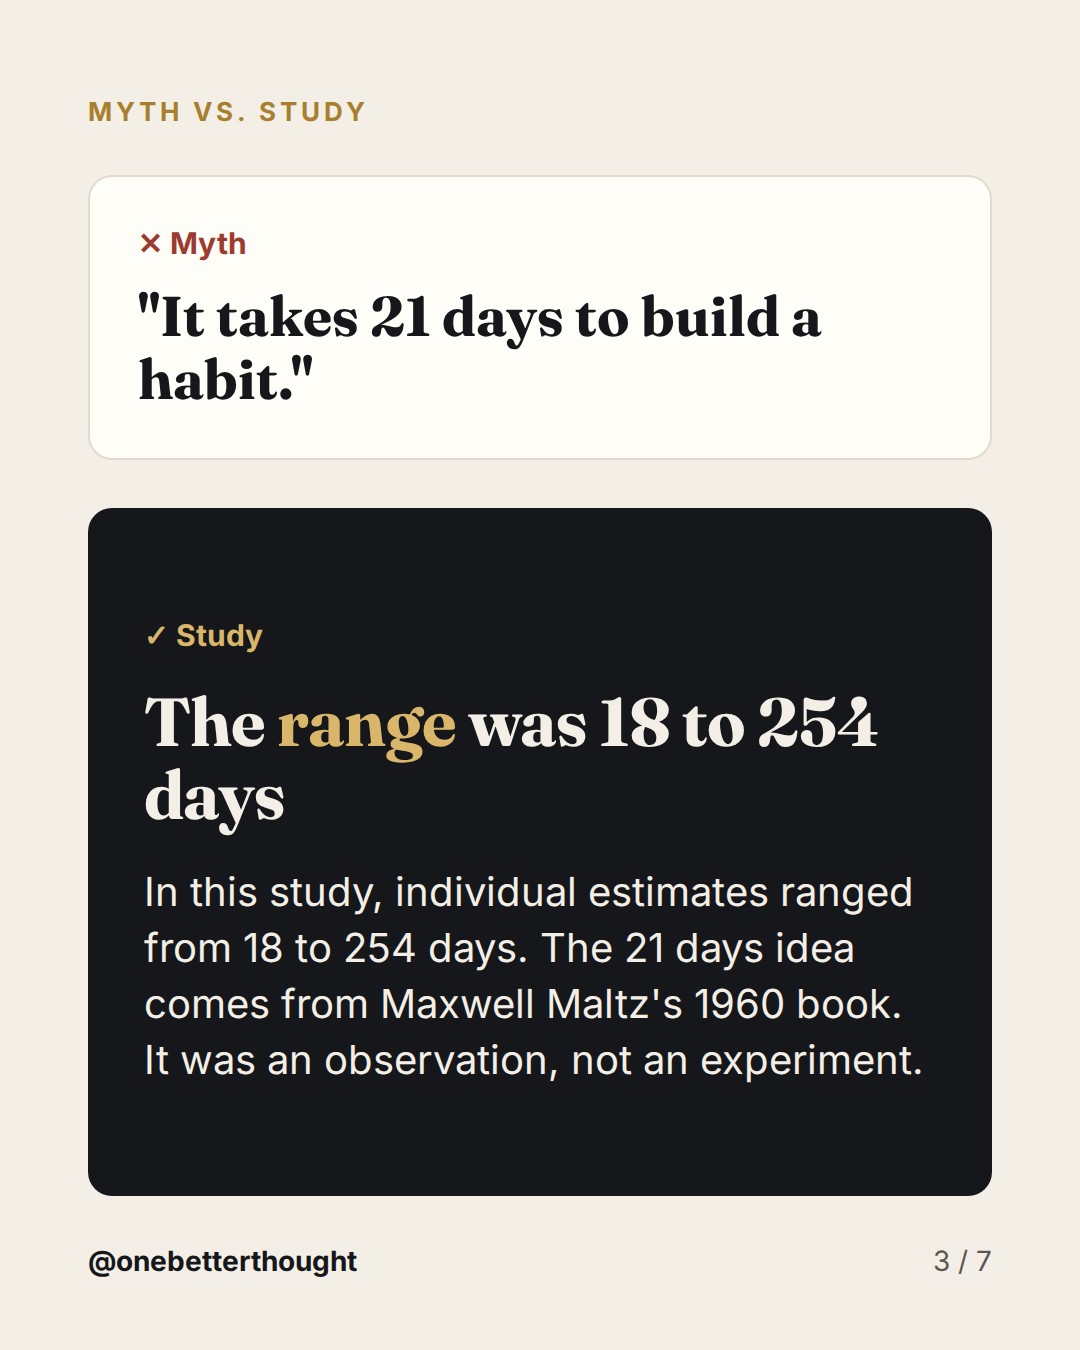 MYTH VS. STUDY
✕ Myth
"It takes 21 days to build a
habit."
✓ Study
The range was 18 to 254
days
In this study, individual estimates ranged
from 18 to 254 days. The 21 days idea
comes from Maxwell Maltz's 1960 book.
It was an observation, not an experiment.
@onebetterthought
3 / 7